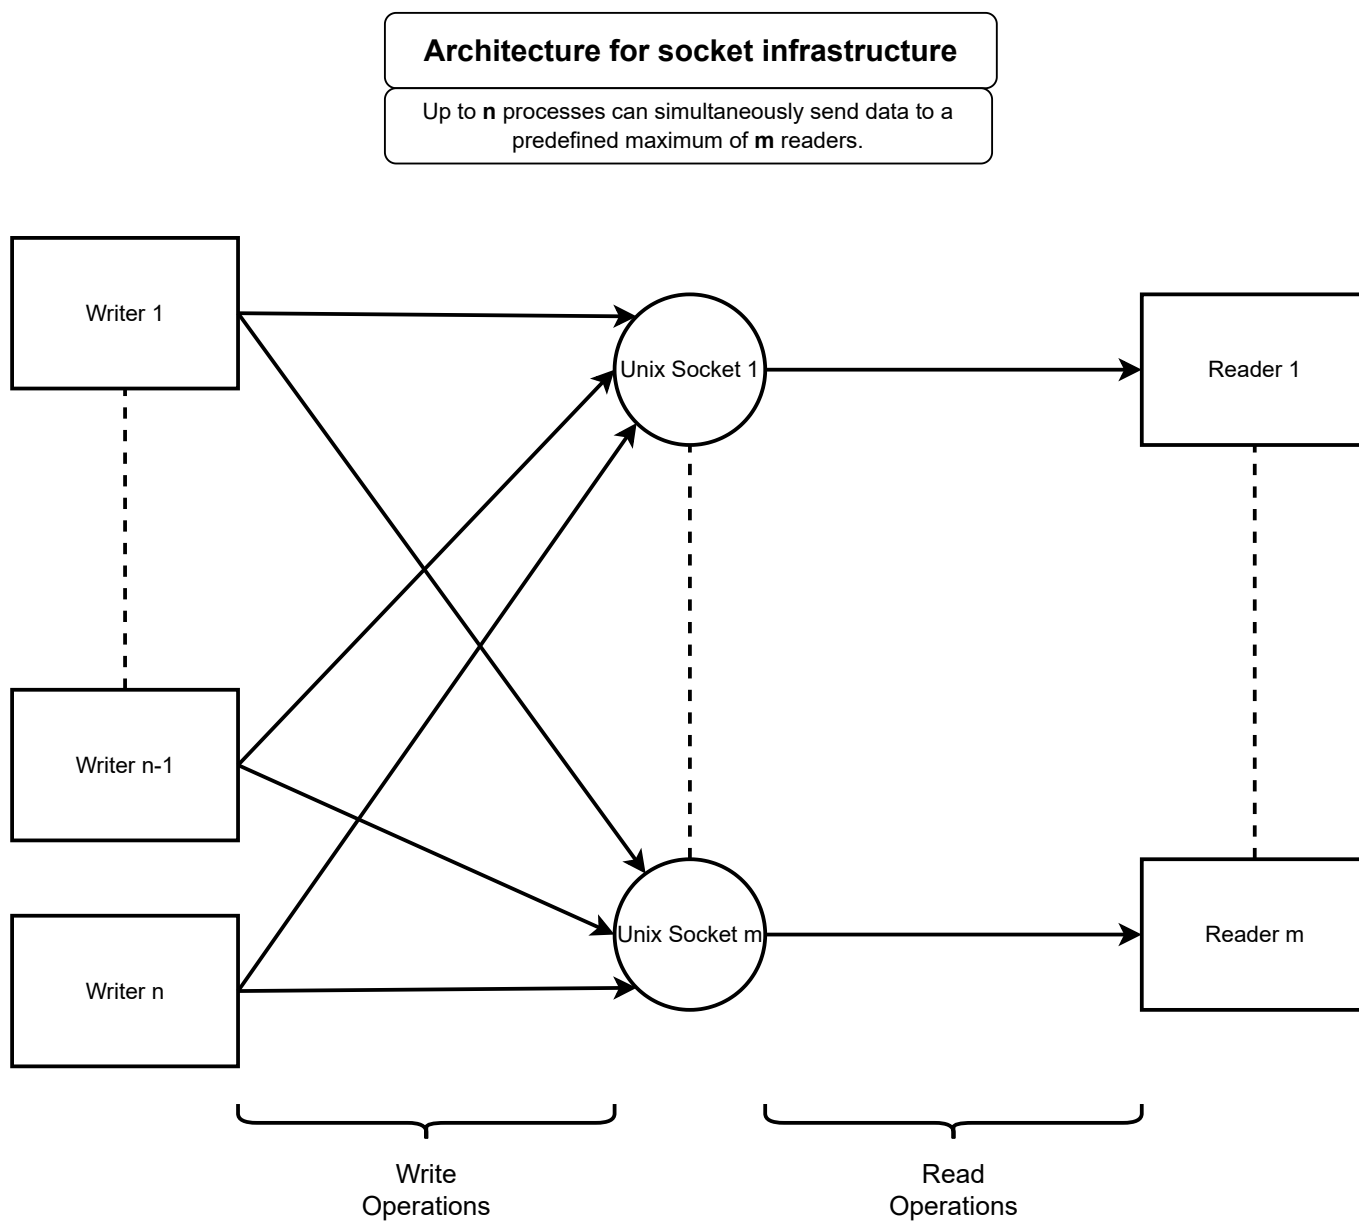 Architecture for socket infrastructure
Up to n processes can simultaneously send data to a
predefined maximum of m readers.
Writer 1
Unix Socket 1
Reader 1
Writer n-1
Unix Socket m
Reader m
Writer n
Write
Operations
Read
Operations